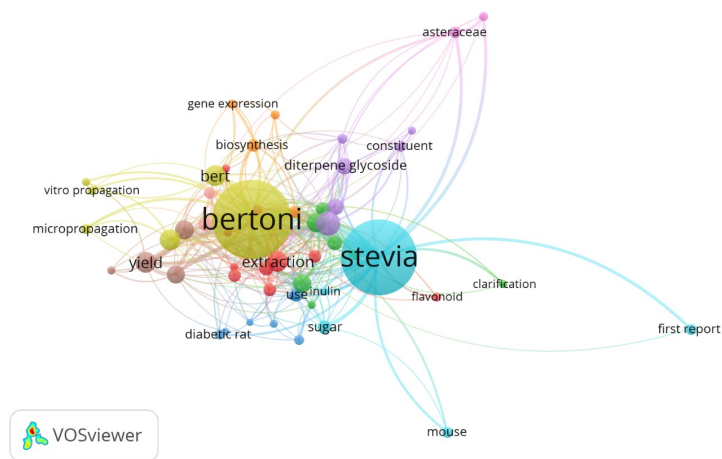 asteraceae
gene expression
biosynthesis
constituent
bert
diterpene glycoside
vitro propagation
bertoni
micropropagation
stevia
yield
extraction
use
inulin
clarification
flavonoid
diabetic rat
sugar
first report
mouse
VOSviewer